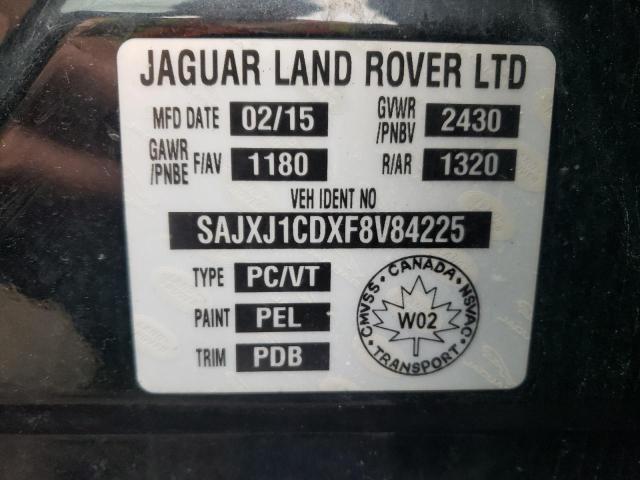 JAGUAR LAND ROVER LTD
MFD DATE 02/15 GVWR /PNBV 2430
GAWR /PNBE F/AV 1180 R/AR 1320
VEH IDENT NO
SAJXJ1CDXF8V84225
TYPE PC/VT
PAINT PEL
TRIM PDB
CANADA
CMVSS NSVAC
W02
TRANSPORT